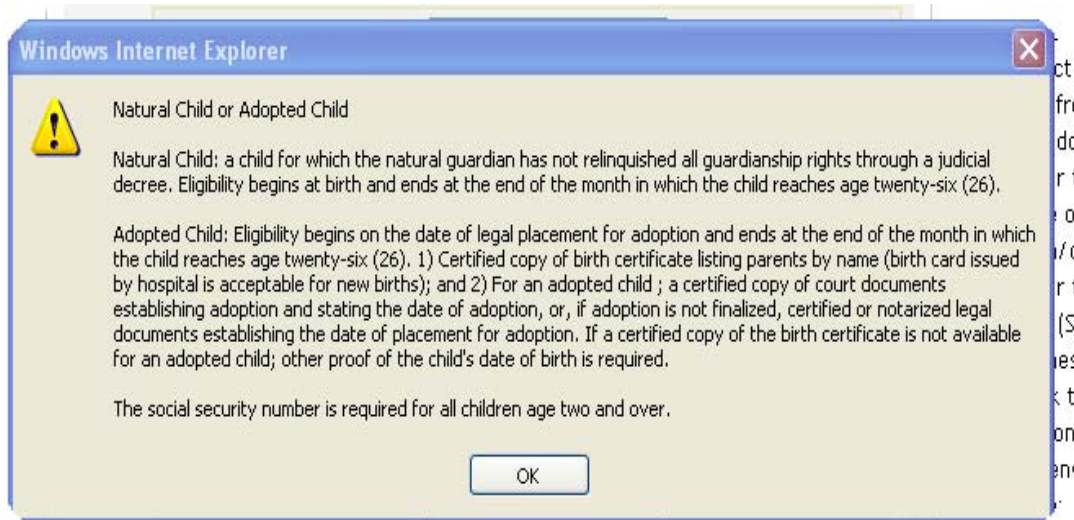 Windows Internet Explorer
Natural Child or Adopted Child
Natural Child: a child for which the natural guardian has not relinquished all guardianship rights through a judicial
decree. Eligibility begins at birth and ends at the end of the month in which the child reaches age twenty-six (26).
Adopted Child: Eligibility begins on the date of legal placement for adoption and ends at the end of the month in which
the child reaches age twenty-six (26). 1) Certified copy of birth certificate listing parents by name (birth card issued
by hospital is acceptable for new births); and 2) For an adopted child ; a certified copy of court documents
establishing adoption and stating the date of adoption, or, if adoption is not finalized, certified or notarized legal
documents establishing the date of placement for adoption. If a certified copy of the birth certificate is not available
for an adopted child; other proof of the child's date of birth is required.
The social security number is required for all children age two and over.
OK